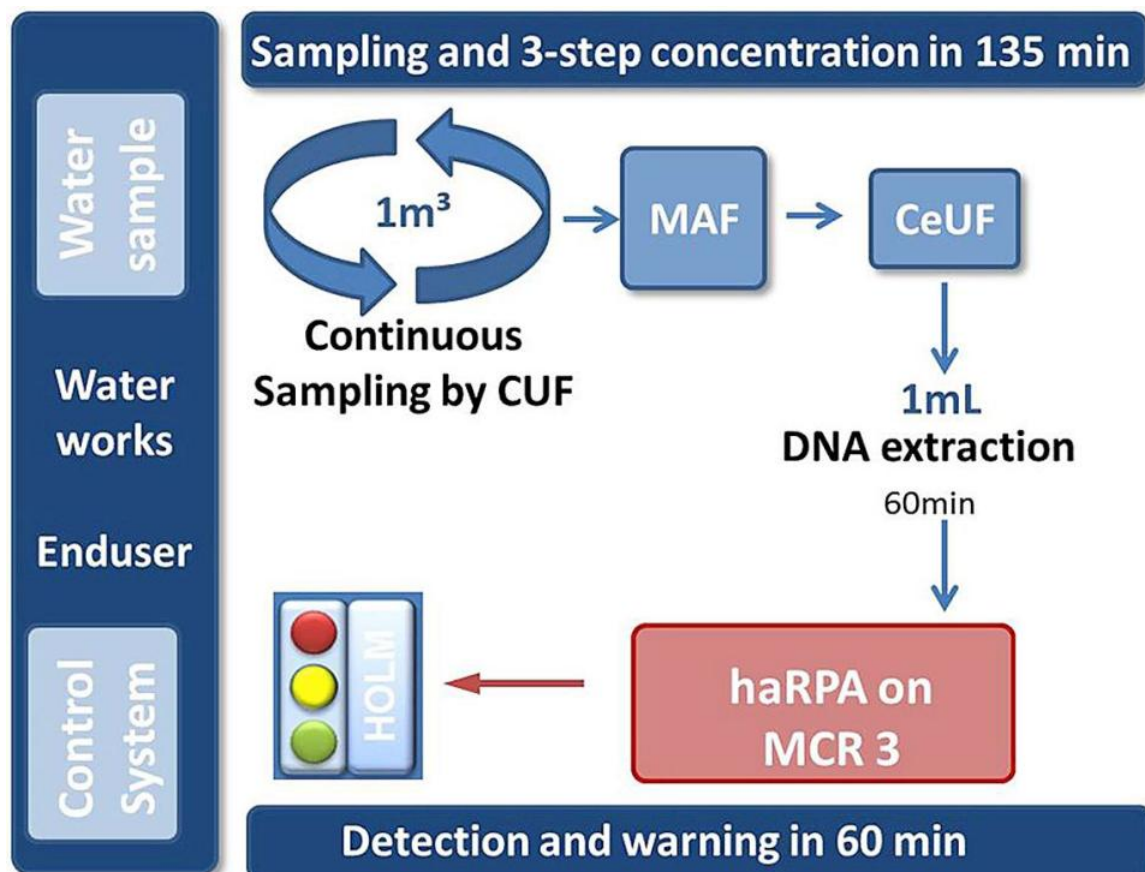 Sampling and 3-step concentration in 135 min
Water
sample
Water
works
Enduser
Control
System
1m³
MAF
CeUF
Continuous
Sampling by CUF
1mL
DNA extraction
60min
haRPA on
MCR 3
HOLM
Detection and warning in 60 min